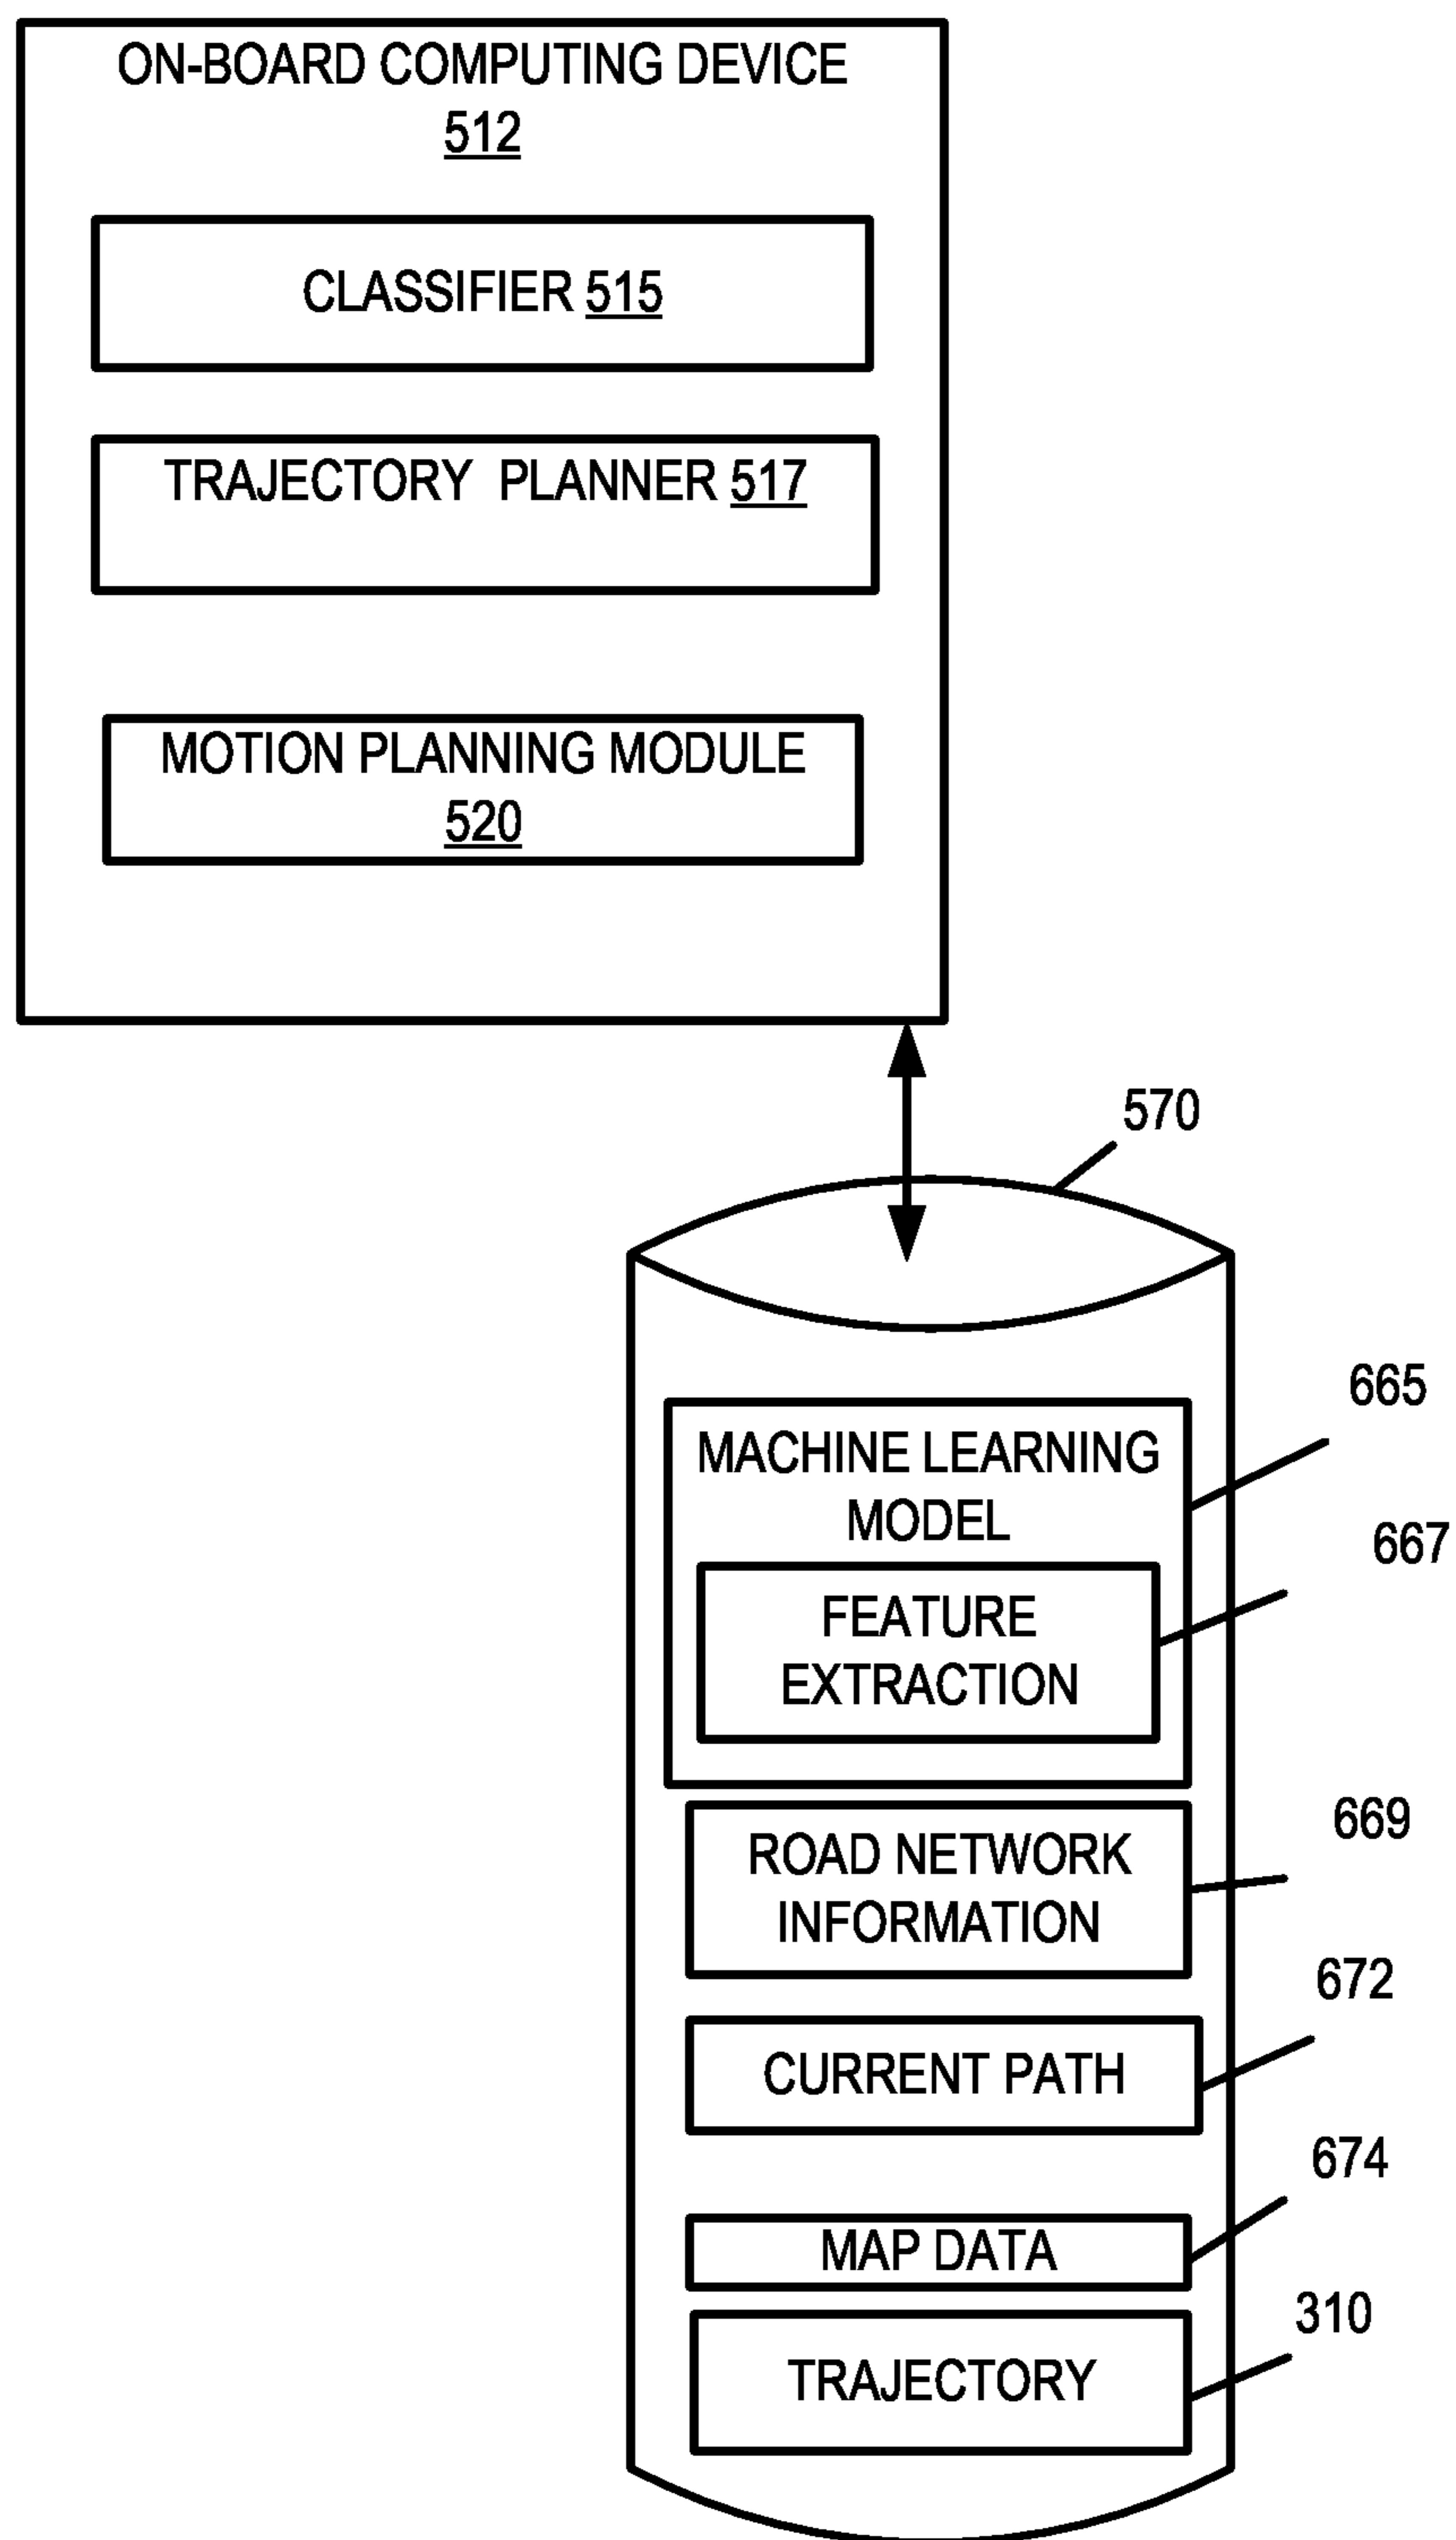 ON-BOARD COMPUTING DEVICE
512
CLASSIFIER 515
TRAJECTORY PLANNER 517
MOTION PLANNING MODULE
520
570
665
MACHINE LEARNING
MODEL
667
FEATURE
EXTRACTION
669
ROAD NETWORK
INFORMATION
672
CURRENT PATH
674
MAP DATA
310
TRAJECTORY